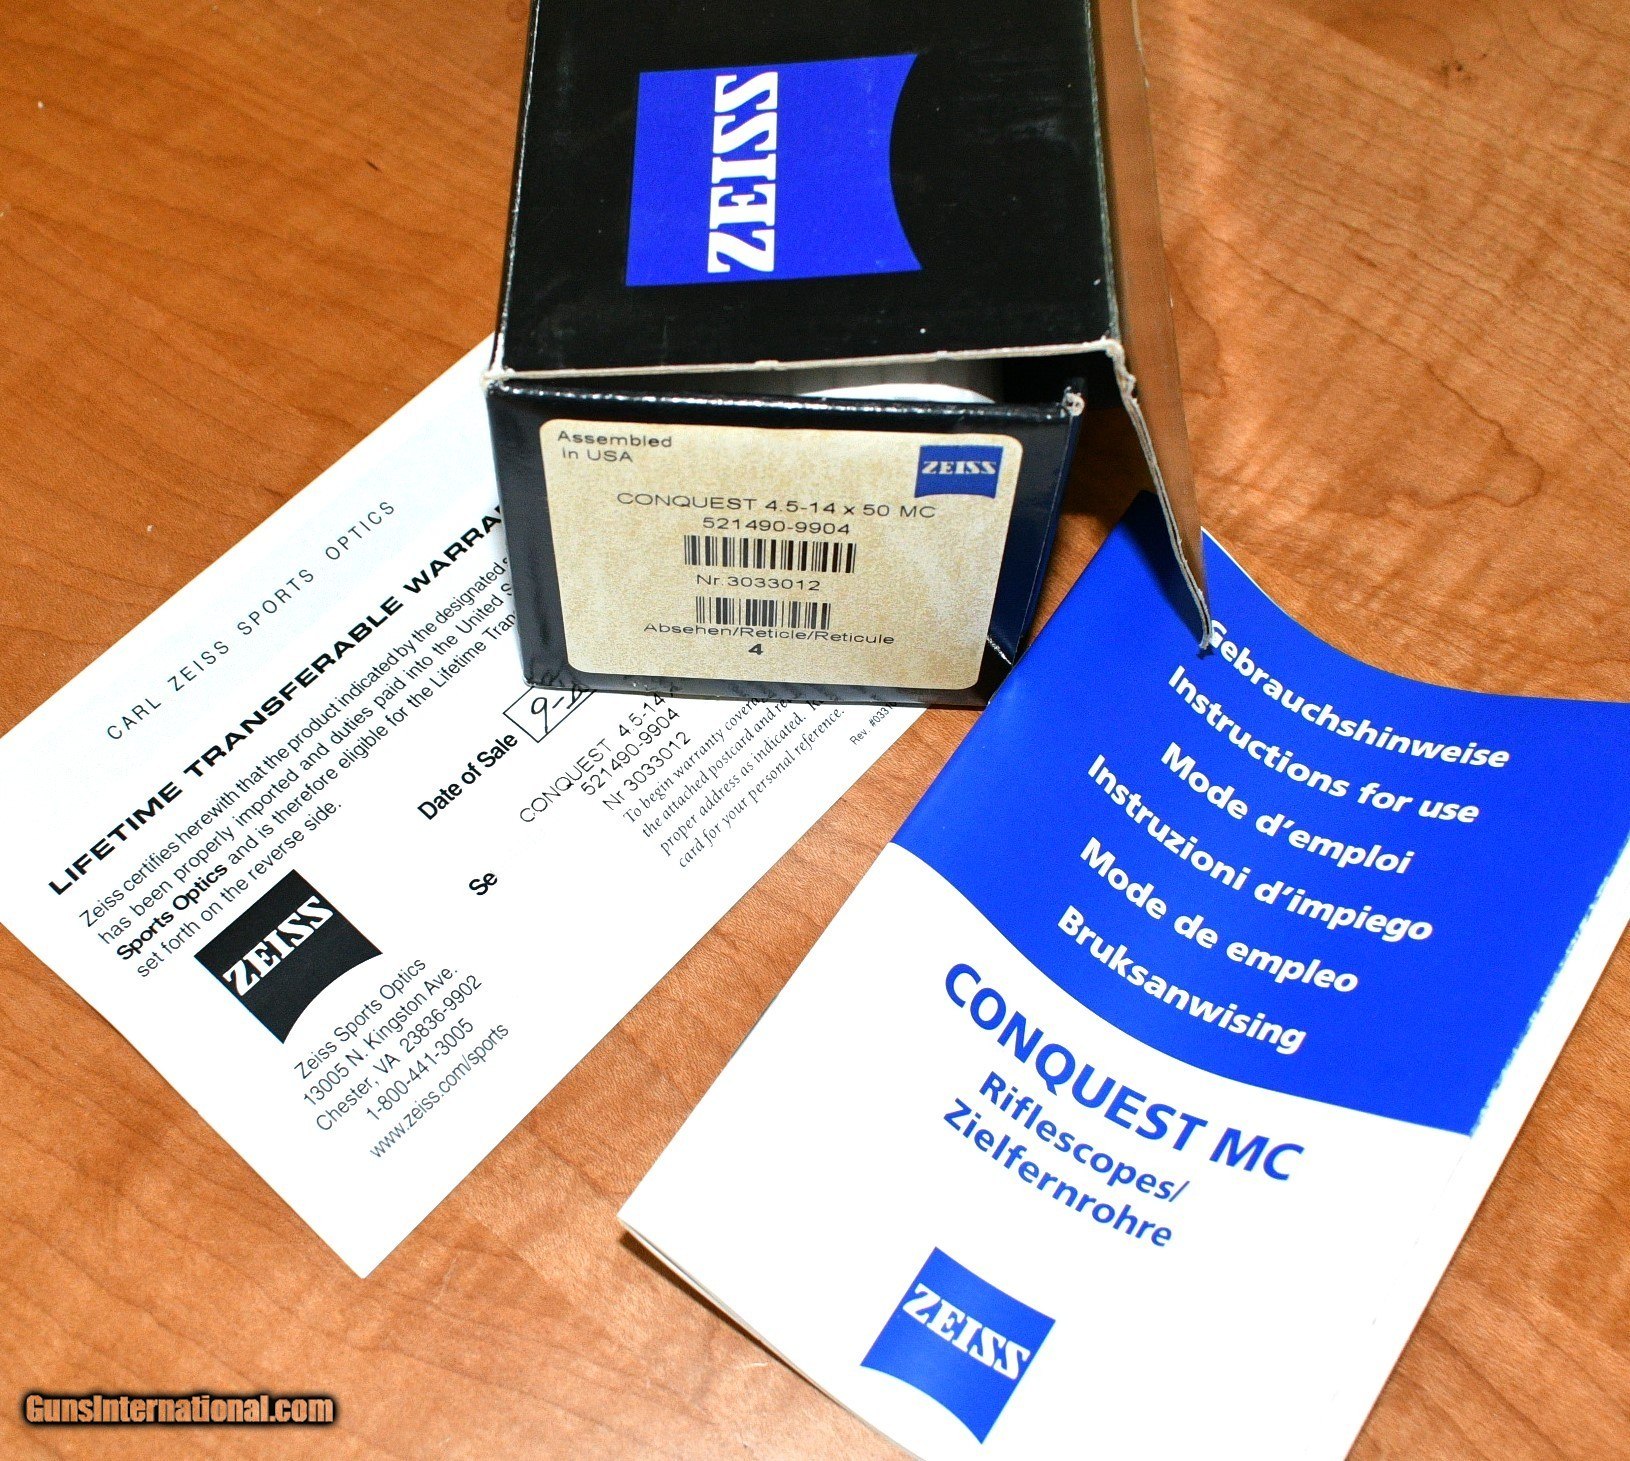 ZEISS
Assembled
in USA
ZEISS
CONQUEST 4.5-14 x 50 MC
521490-9904
Nr.3033012
Absehen/Reticle/Reticule
4
CARL ZEISS SPORTS OPTICS
LIFETIME TRANSFERABLE
Zeiss certifies herewith that the product indicated by the designated
has been properly imported and duties paid into the United
Sports Optics and is therefore eligible for the Lifetime
set forth on the reverse side.
Date of Sale
CONQUEST 4.5-14
521490-9904
Nr 3033012
Se
To begin warranty
the attached postcard and
proper address as indicated.
card for your personal reference.
Rev.
ZEISS
Zeiss Sports Optics
13005 N. Kingston Ave.
Chester, VA 23836-9902
1-800-441-3005
www.zeiss.com/sports
Gebrauchshinweise
Instructions for use
Mode d'emploi
Instruzioni d'impiego
Mode de empleo
Bruksanwising
CONQUEST MC
Riflescopes/
Zielfernrohre
ZEISS
GunsInternational.com